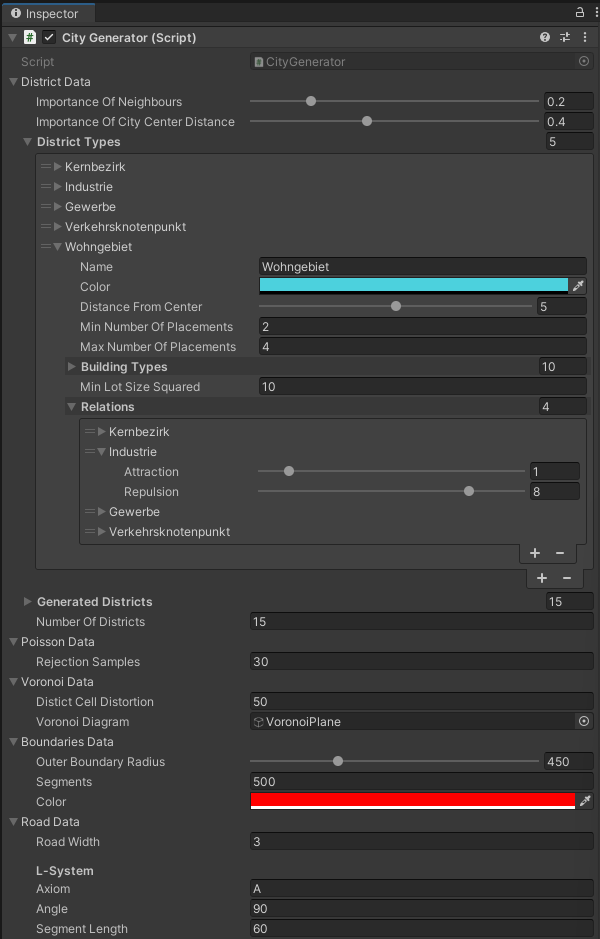 Inspector
City Generator (Script)
Script CityGenerator
District Data
Importance Of Neighbours 0.2
Importance Of City Center Distance 0.4
District Types 5
Kernbezirk
Industrie
Gewerbe
Verkehrsknotenpunkt
Wohngebiet
Name Wohngebiet
Color
Distance From Center 5
Min Number Of Placements 2
Max Number Of Placements 4
Building Types 10
Min Lot Size Squared 10
Relations 4
Kernbezirk
Industrie
Attraction 1
Repulsion 8
Gewerbe
Verkehrsknotenpunkt
Generated Districts 15
Number Of Districts 15
Poisson Data
Rejection Samples 30
Voronoi Data
Distict Cell Distortion 50
Voronoi Diagram VoronoiPlane
Boundaries Data
Outer Boundary Radius 450
Segments 500
Color
Road Data
Road Width 3
L-System
Axiom A
Angle 90
Segment Length 60